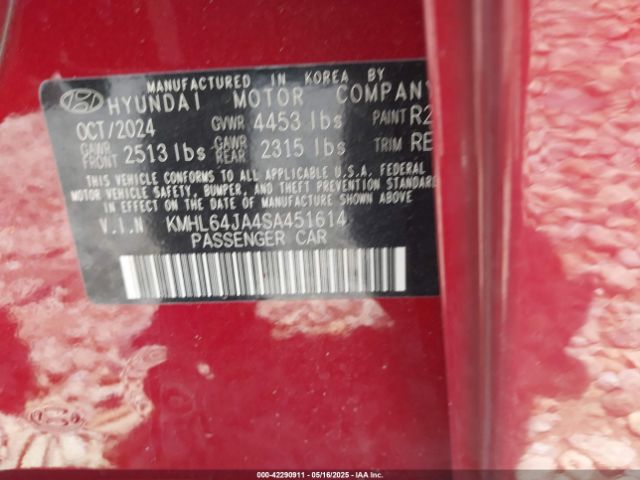 MANUFACTURED IN KOREA BY
HYUNDAI MOTOR COMPANY
OCT/2024 GVWR 4453 lbs PAINT R2
GAWR FRONT 2513 lbs GAWR REAR 2315 lbs TRIM RE
THIS VEHICLE CONFORMS TO ALL APPLICABLE U.S.A. FEDERAL
MOTOR VEHICLE SAFETY, BUMPER, AND THEFT PREVENTION STANDARDS
IN EFFECT ON THE DATE OF MANUFACTURE SHOWN ABOVE.
V.I.N KMHL64JA4SA451614
PASSENGER CAR
000-42290911 - 05/16/2025 - IAAI Copart